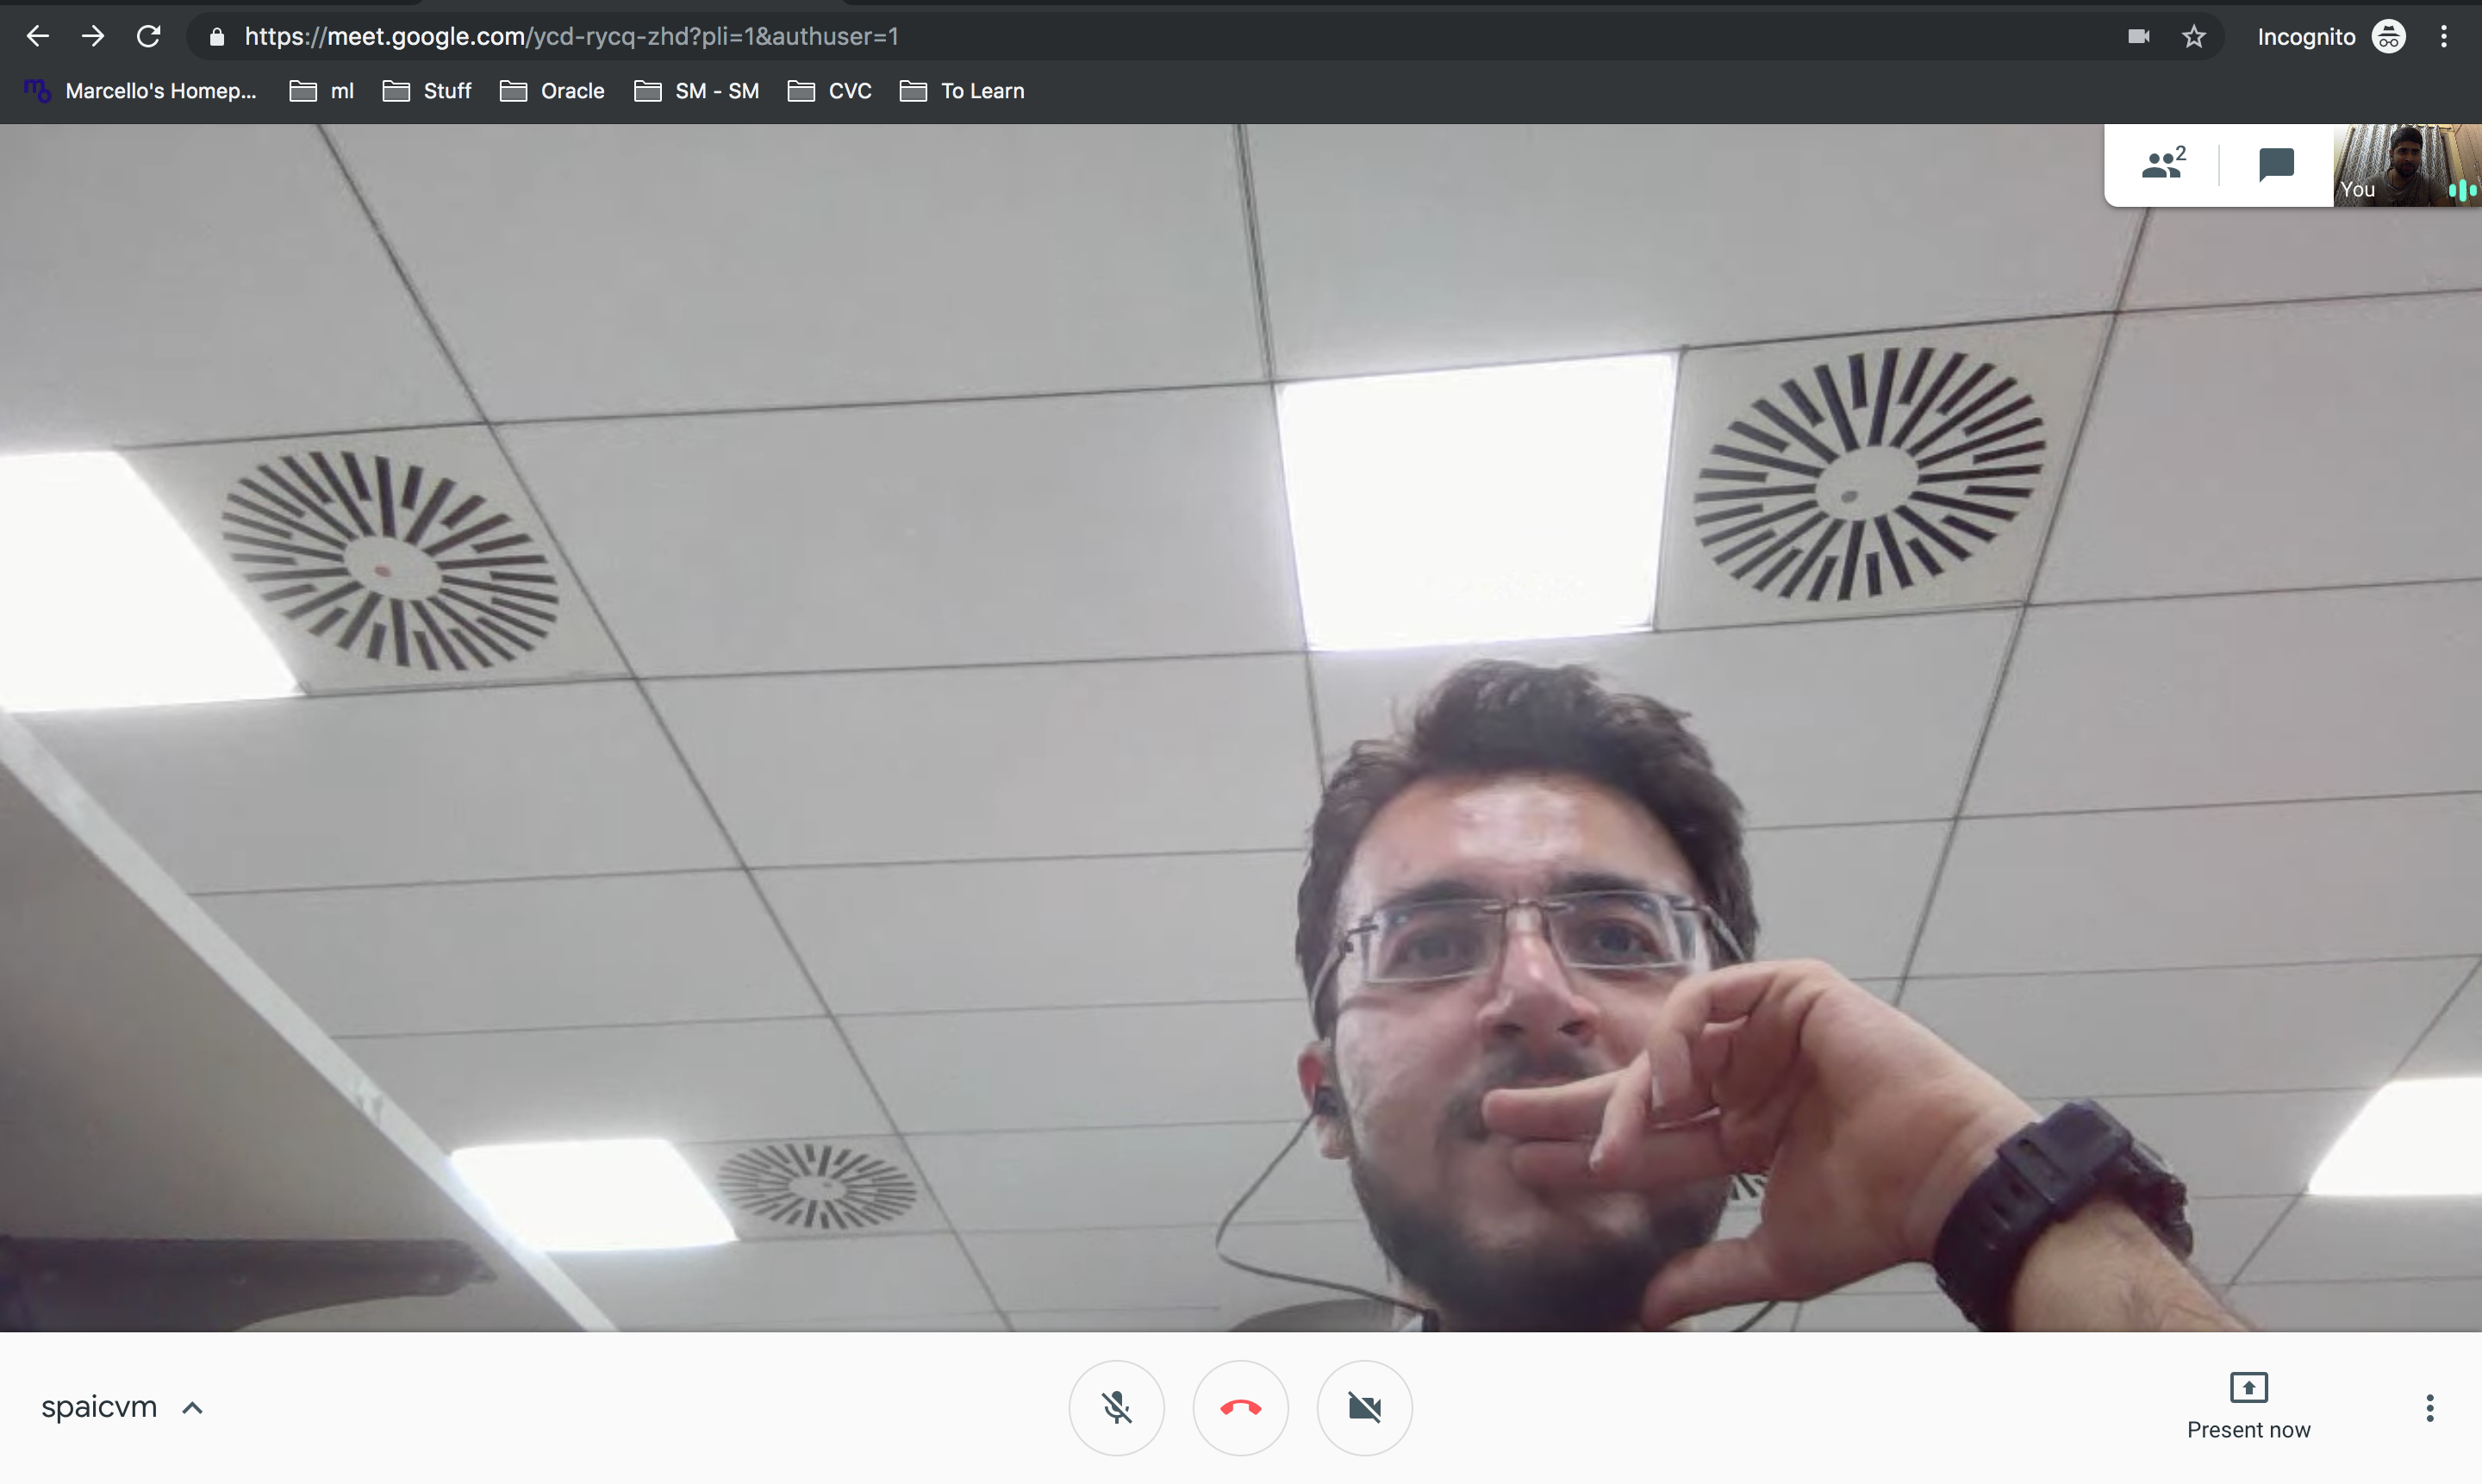 https://meet.google.com/ycd-rycq-zhd?pli=1&authuser=1 Incognito
mb Marcello's Homep... ml Stuff Oracle SM - SM CVC To Learn
2
You
spaicvm
Present now